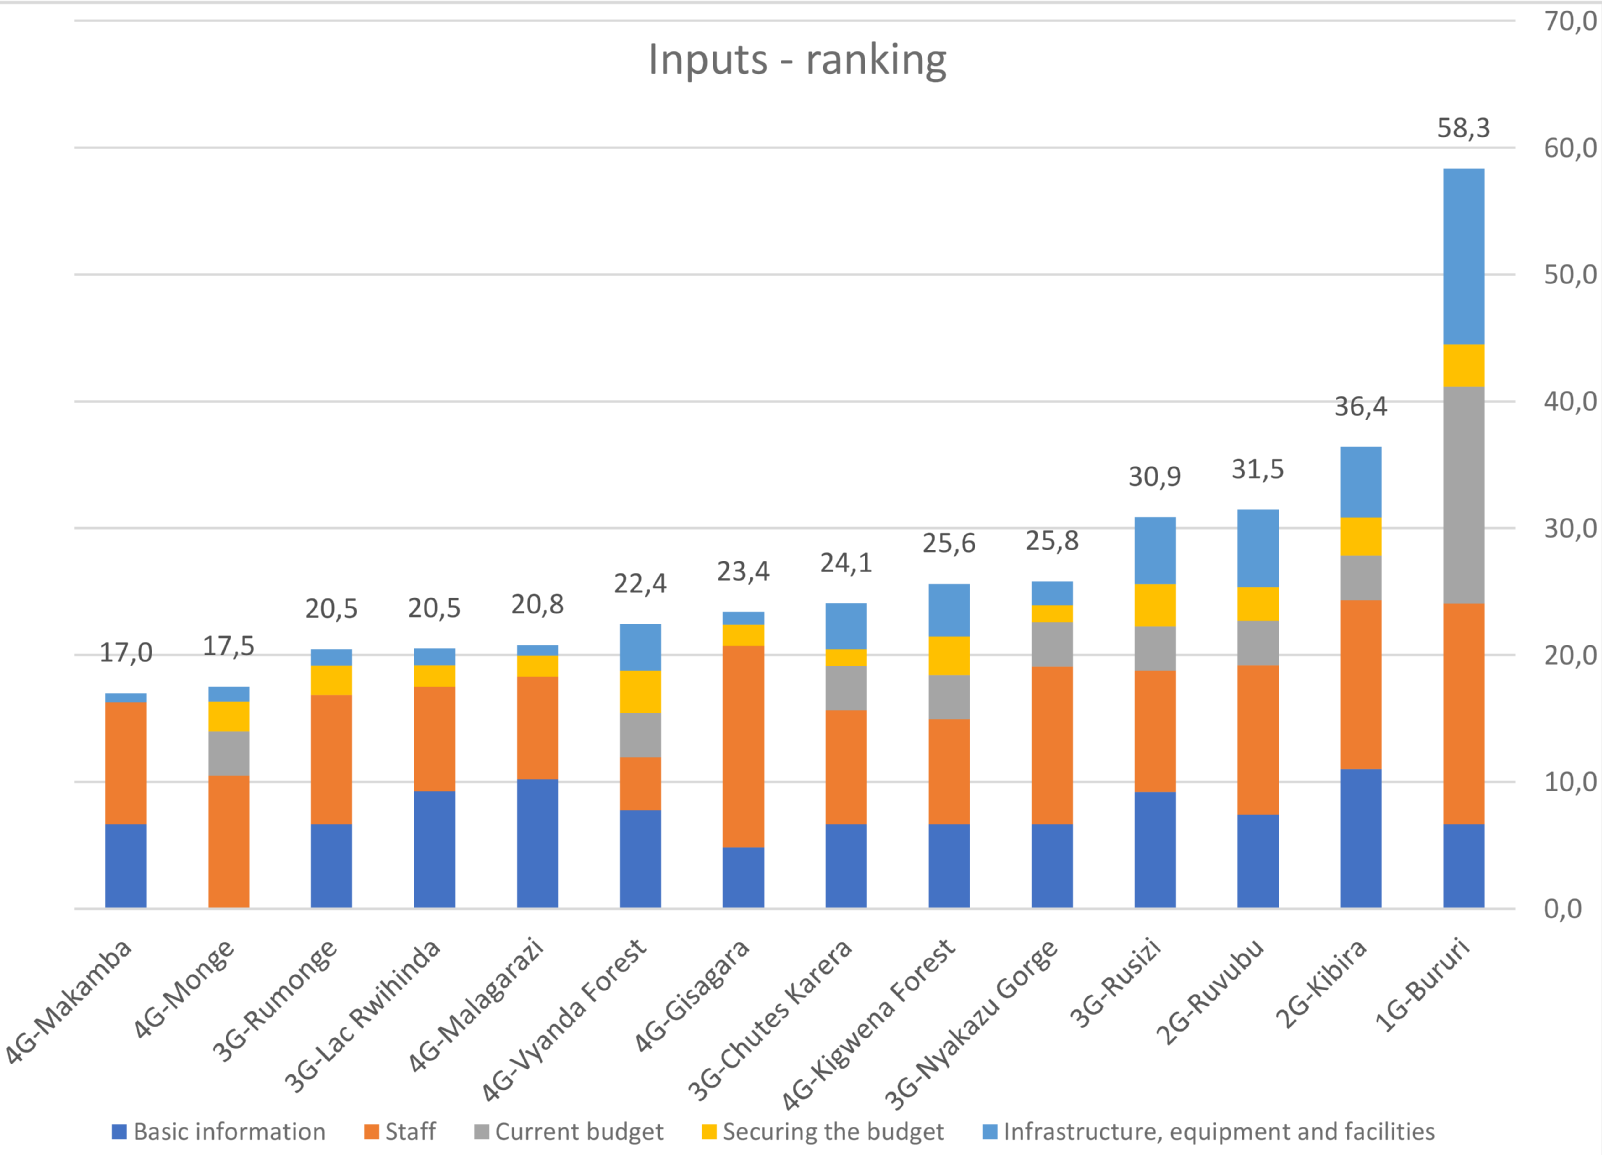 Inputs - ranking
70,0
60,0
50,0
40,0
30,0
20,0
10,0
0,0
17,0
17,5
20,5
20,5
20,8
22,4
23,4
24,1
25,6
25,8
30,9
31,5
36,4
58,3
4G-Makamba
4G-Monge
3G-Rumonge
3G-Lac Rwihinda
4G-Malagarazi
4G-Vyanda Forest
4G-Gisagara
3G-Chutes Karera
4G-Kigwena Forest
3G-Nyakazu Gorge
3G-Rusizi
2G-Ruvubu
2G-Kibira
1G-Bururi
Basic information Staff Current budget Securing the budget Infrastructure, equipment and facilities